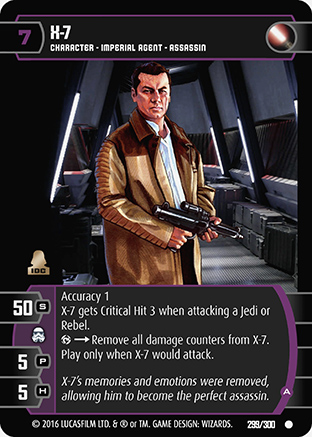 7
X-7
CHARACTER - IMPERIAL AGENT - ASSASSIN
IDC
50 S
5 P
5 H
Accuracy 1
X-7 gets Critical Hit 3 when attacking a Jedi or
Rebel.
→ Remove all damage counters from X-7.
Play only when X-7 would attack.
X-7's memories and emotions were removed,
allowing him to become the perfect assassin.
A
© 2016 LUCASFILM LTD. & ® OR TM. GAME DESIGN: WIZARDS.
299/300